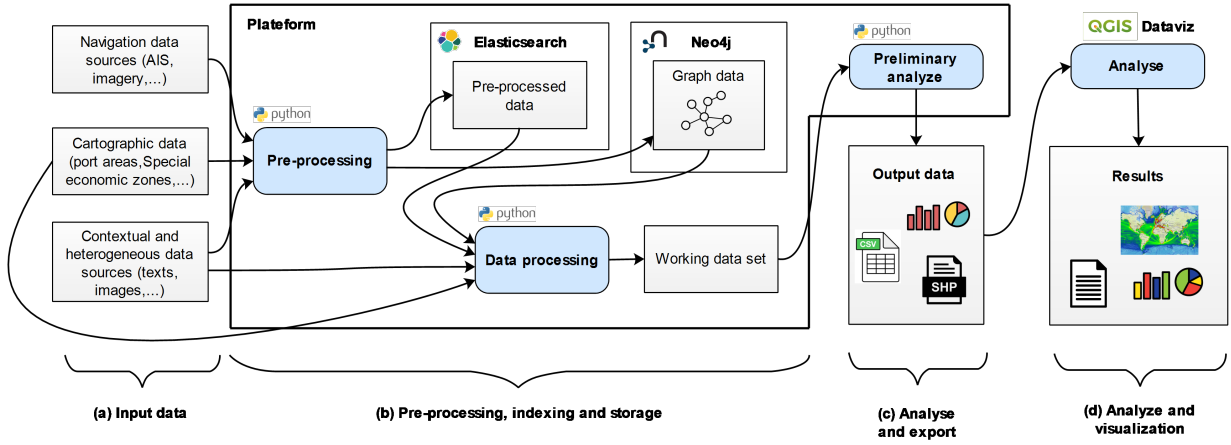 Plateform
Navigation data
sources (AIS,
imagery,...)
Cartographic data
(port areas,Special
economic zones,...)
Contextual and
heterogeneous data
sources (texts,
images,...)
python
Pre-processing
Elasticsearch
Pre-processed
data
Neo4j
Graph data
python
Data processing
Working data set
python
Preliminary
analyze
Output data
CSV
SHP
QGIS Dataviz
Analyse
Results
(a) Input data
(b) Pre-processing, indexing and storage
(c) Analyse
and export
(d) Analyze and
visualization